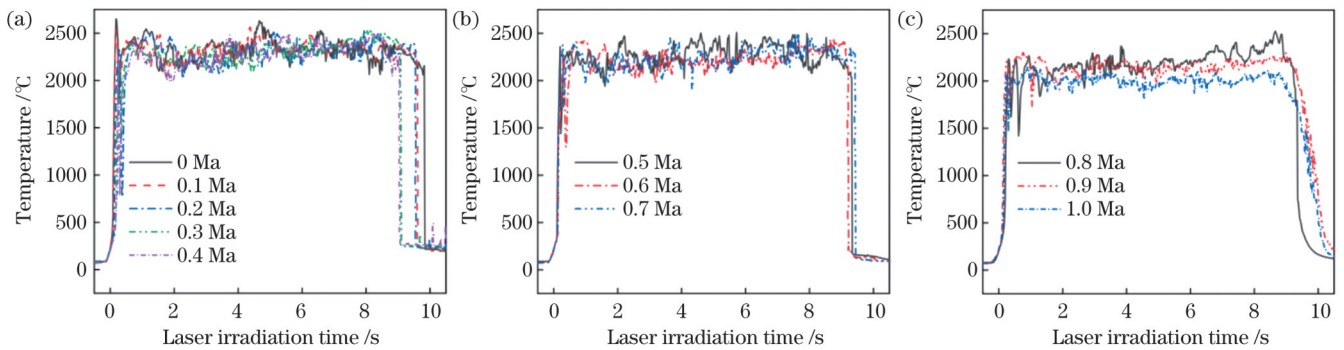 (a)
2500
2000
1500
1000
500
0
Temperature /℃
0 Ma
0.1 Ma
0.2 Ma
0.3 Ma
0.4 Ma
0 2 4 6 8 10
Laser irradiation time /s
(b)
2500
2000
1500
1000
500
0
Temperature /℃
0.5 Ma
0.6 Ma
0.7 Ma
0 2 4 6 8 10
Laser irradiation time /s
(c)
2500
2000
1500
1000
500
0
Temperature /℃
0.8 Ma
0.9 Ma
1.0 Ma
0 2 4 6 8 10
Laser irradiation time /s